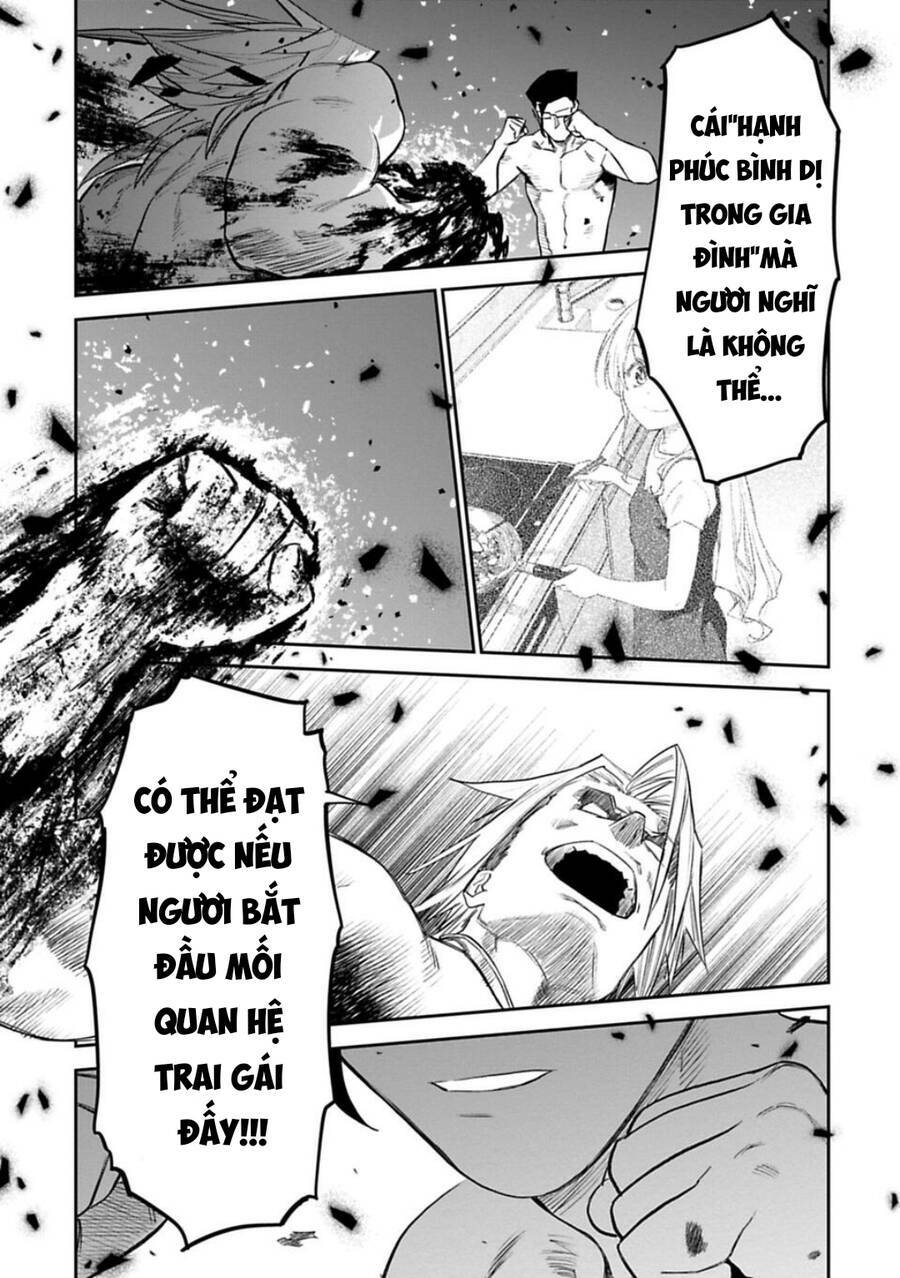 CÁI"HẠNH
PHÚC BÌNH DỊ
TRONG GIA
ĐÌNH"MÀ
NGƯƠI NGHĨ
LÀ KHÔNG
THỂ...
CÓ THỂ ĐẠT
ĐƯỢC NẾU
NGƯƠI BẮT
ĐẦU MỐI
QUAN HỆ
TRAI GÁI
ĐẤY!!!